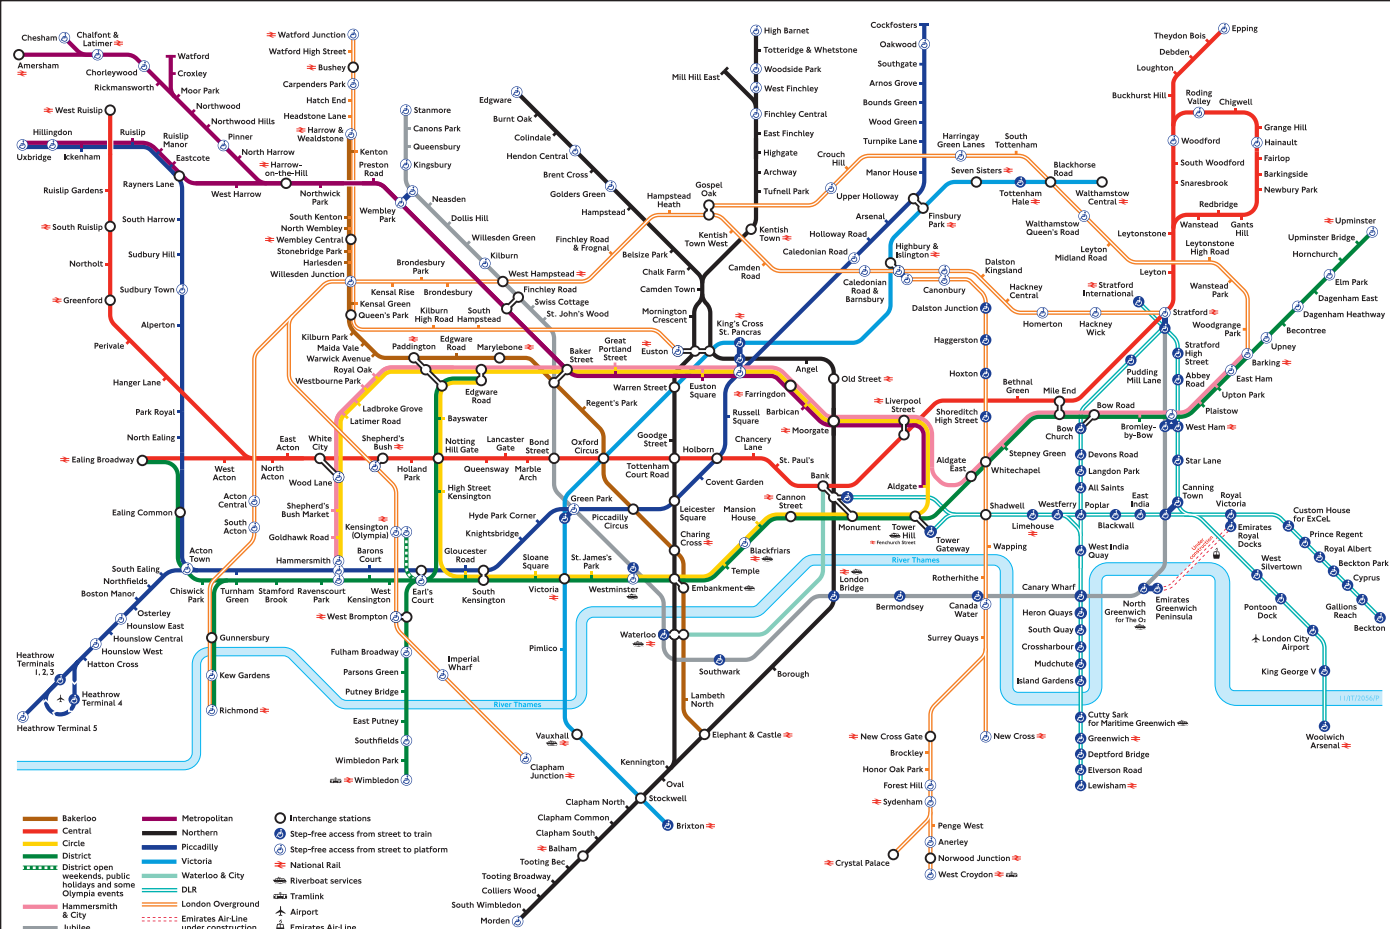 Chesham
Chalfont &
Latimer
Amersham
Chorleywood
Rickmansworth
Watford
Croxley
Moor Park
Northwood
Northwood Hills
Pinner
North Harrow
Harrow-
on-the-Hill
West Ruislip
Hillingdon
Uxbridge
Ickenham
Ruislip
Ruislip
Manor
Eastcote
Rayners Lane
West Harrow
Northwick
Park
Preston
Road
Ruislip Gardens
South Ruislip
Northolt
Greenford
Perivale
Hanger Lane
South Harrow
Sudbury Hill
Sudbury Town
Alperton
Park Royal
North Ealing
Ealing Broadway
Ealing Common
West
Acton
North
Acton
East
Acton
White
City
Acton
Central
South
Acton
Acton
Town
South Ealing
Northfields
Boston Manor
Osterley
Hounslow East
Hounslow Central
Hounslow West
Hatton Cross
Heathrow
Terminals
1, 2, 3
Heathrow
Terminal 4
Heathrow Terminal 5
Watford Junction
Watford High Street
Bushey
Carpenders Park
Hatch End
Headstone Lane
Harrow &
Wealdstone
Kenton
South Kenton
North Wembley
Wembley Central
Stonebridge Park
Harlesden
Willesden Junction
Kensal Green
Queen's Park
Kilburn Park
Maida Vale
Warwick Avenue
Royal Oak
Westbourne Park
Ladbroke Grove
Latimer Road
Stanmore
Canons Park
Queensbury
Kingsbury
Wembley
Park
Neasden
Dollis Hill
Willesden Green
Kilburn
West Hampstead
Finchley Road
Swiss Cottage
St. John's Wood
Brondesbury
Park
Kensal Rise
Brondesbury
Kilburn
High Road
South
Hampstead
Edgware
Burnt Oak
Colindale
Hendon Central
Brent Cross
Golders Green
Hampstead
Belsize Park
Chalk Farm
Camden Town
Mornington
Crescent
Finchley Road
& Frognal
Hampstead
Heath
Gospel
Oak
Kentish
Town West
Camden
Road
Mill Hill East
High Barnet
Totteridge & Whetstone
Woodside Park
West Finchley
Finchley Central
East Finchley
Highgate
Archway
Tufnell Park
Kentish
Town
Cockfosters
Oakwood
Southgate
Arnos Grove
Bounds Green
Wood Green
Turnpike Lane
Manor House
Crouch
Hill
Upper Holloway
Harringay
Green Lanes
South
Tottenham
Seven Sisters
Tottenham
Hale
Blackhorse
Road
Walthamstow
Central
Walthamstow
Queen's Road
Leyton
Midland Road
Finsbury
Park
Arsenal
Holloway Road
Caledonian Road
Highbury &
Islington
Caledonian
Road &
Barnsbury
Canonbury
Dalston
Kingsland
Hackney
Central
Dalston Junction
Haggerston
Hoxton
Shoreditch
High Street
Homerton
Hackney
Wick
Epping
Theydon Bois
Debden
Loughton
Buckhurst Hill
Roding
Valley
Chigwell
Grange Hill
Hainault
Fairlop
Barkingside
Newbury Park
Woodford
South Woodford
Snaresbrook
Redbridge
Wanstead
Gants
Hill
Leytonstone
Leytonstone
High Road
Leyton
Wanstead
Park
Woodgrange
Park
Stratford
International
Stratford
Stratford
High
Street
Abbey
Road
Pudding
Mill Lane
Upminster
Upminster Bridge
Hornchurch
Elm Park
Dagenham East
Dagenham Heathway
Becontree
Upney
Barking
East Ham
Upton Park
Plaistow
West Ham
Bromley-
by-Bow
Bow Road
Bow
Church
Mile End
Bethnal
Green
Stepney Green
Whitechapel
Devons Road
Langdon Park
All Saints
Star Lane
Canning
Town
Royal
Victoria
Emirates
Royal
Docks
Custom House
for ExCeL
Prince Regent
Royal Albert
Beckton Park
Cyprus
Gallions
Reach
Beckton
West
Silvertown
Pontoon
Dock
London City
Airport
King George V
Woolwich
Arsenal
Paddington
Edgware
Road
Marylebone
Baker
Street
Great
Portland
Street
Euston
King's Cross
St. Pancras
Warren Street
Euston
Square
Edgware
Road
Regent's Park
Bayswater
Notting
Hill Gate
Lancaster
Gate
Queensway
Marble
Arch
Bond
Street
Oxford
Circus
Goodge
Street
Tottenham
Court Road
Russell
Square
Holborn
Chancery
Lane
St. Paul's
Covent Garden
Leicester
Square
Angel
Old Street
Farringdon
Barbican
Moorgate
Liverpool
Street
Aldgate
East
Aldgate
Bank
Cannon
Street
Mansion
House
Monument
Tower
Hill
Fenchurch Street
Tower
Gateway
Shepherd's
Bush
Holland
Park
Wood Lane
Shepherd's
Bush Market
Goldhawk Road
Hammersmith
Kensington
(Olympia)
High Street
Kensington
Barons
Court
Gloucester
Road
Hyde Park Corner
Knightsbridge
Green Park
Piccadilly
Circus
Charing
Cross
Blackfriars
Temple
Embankment
Chiswick
Park
Turnham
Green
Stamford
Brook
Ravenscourt
Park
West
Kensington
Earl's
Court
South
Kensington
Sloane
Square
Victoria
St. James's
Park
Westminster
Waterloo
Southwark
London
Bridge
Bermondsey
Borough
Canada
Water
Gunnersbury
Kew Gardens
Richmond
West Brompton
Fulham Broadway
Parsons Green
Putney Bridge
East Putney
Southfields
Wimbledon Park
Wimbledon
Imperial
Wharf
Clapham
Junction
Pimlico
Vauxhall
Lambeth
North
Elephant & Castle
Kennington
Oval
Stockwell
Brixton
Clapham North
Clapham Common
Clapham South
Balham
Tooting Bec
Tooting Broadway
Colliers Wood
South Wimbledon
Morden
Shadwell
Wapping
Rotherhithe
Surrey Quays
New Cross Gate
New Cross
Brockley
Honor Oak Park
Forest Hill
Sydenham
Penge West
Crystal Palace
Anerley
Norwood Junction
West Croydon
Limehouse
Westferry
Poplar
Blackwall
East
India
West India
Quay
Canary Wharf
Heron Quays
South Quay
Crossharbour
Mudchute
Island Gardens
Cutty Sark
for Maritime Greenwich
Greenwich
Deptford Bridge
Elverson Road
Lewisham
North
Greenwich
for The O2
Emirates
Greenwich
Peninsula
River Thames
River Thames
Bakerloo
Central
Circle
District
District open
weekends, public
holidays and some
Olympia events
Hammersmith
& City
Jubilee
Metropolitan
Northern
Piccadilly
Victoria
Waterloo & City
DLR
London Overground
Emirates Air-Line
under construction
Interchange stations
Step-free access from street to train
Step-free access from street to platform
National Rail
Riverboat services
Tramlink
Airport
Emirates Air-Line